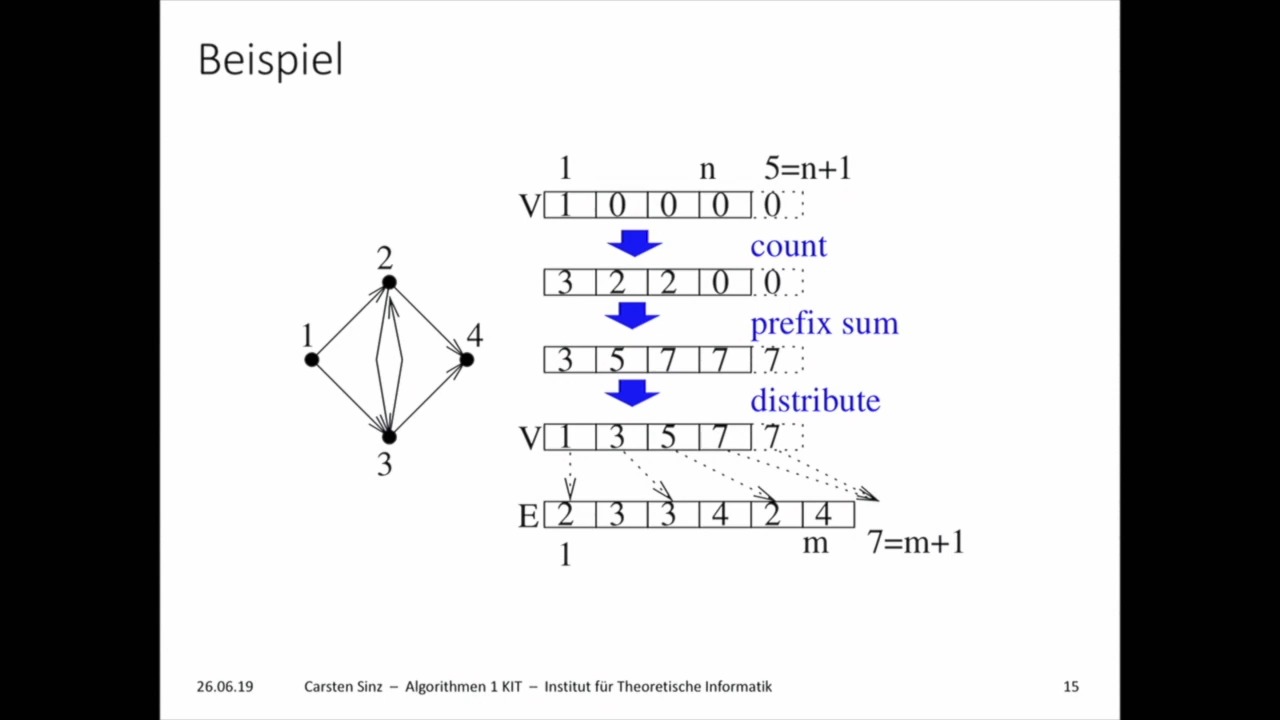 Beispiel
1 n 5=n+1
V 1 0 0 0 0
count
3 2 2 0 0
prefix sum
3 5 7 7 7
distribute
V 1 3 5 7 7
E 2 3 3 4 2 4
1 m 7=m+1
2
1 4
3
26.06.19 Carsten Sinz – Algorithmen 1 KIT – Institut für Theoretische Informatik 15